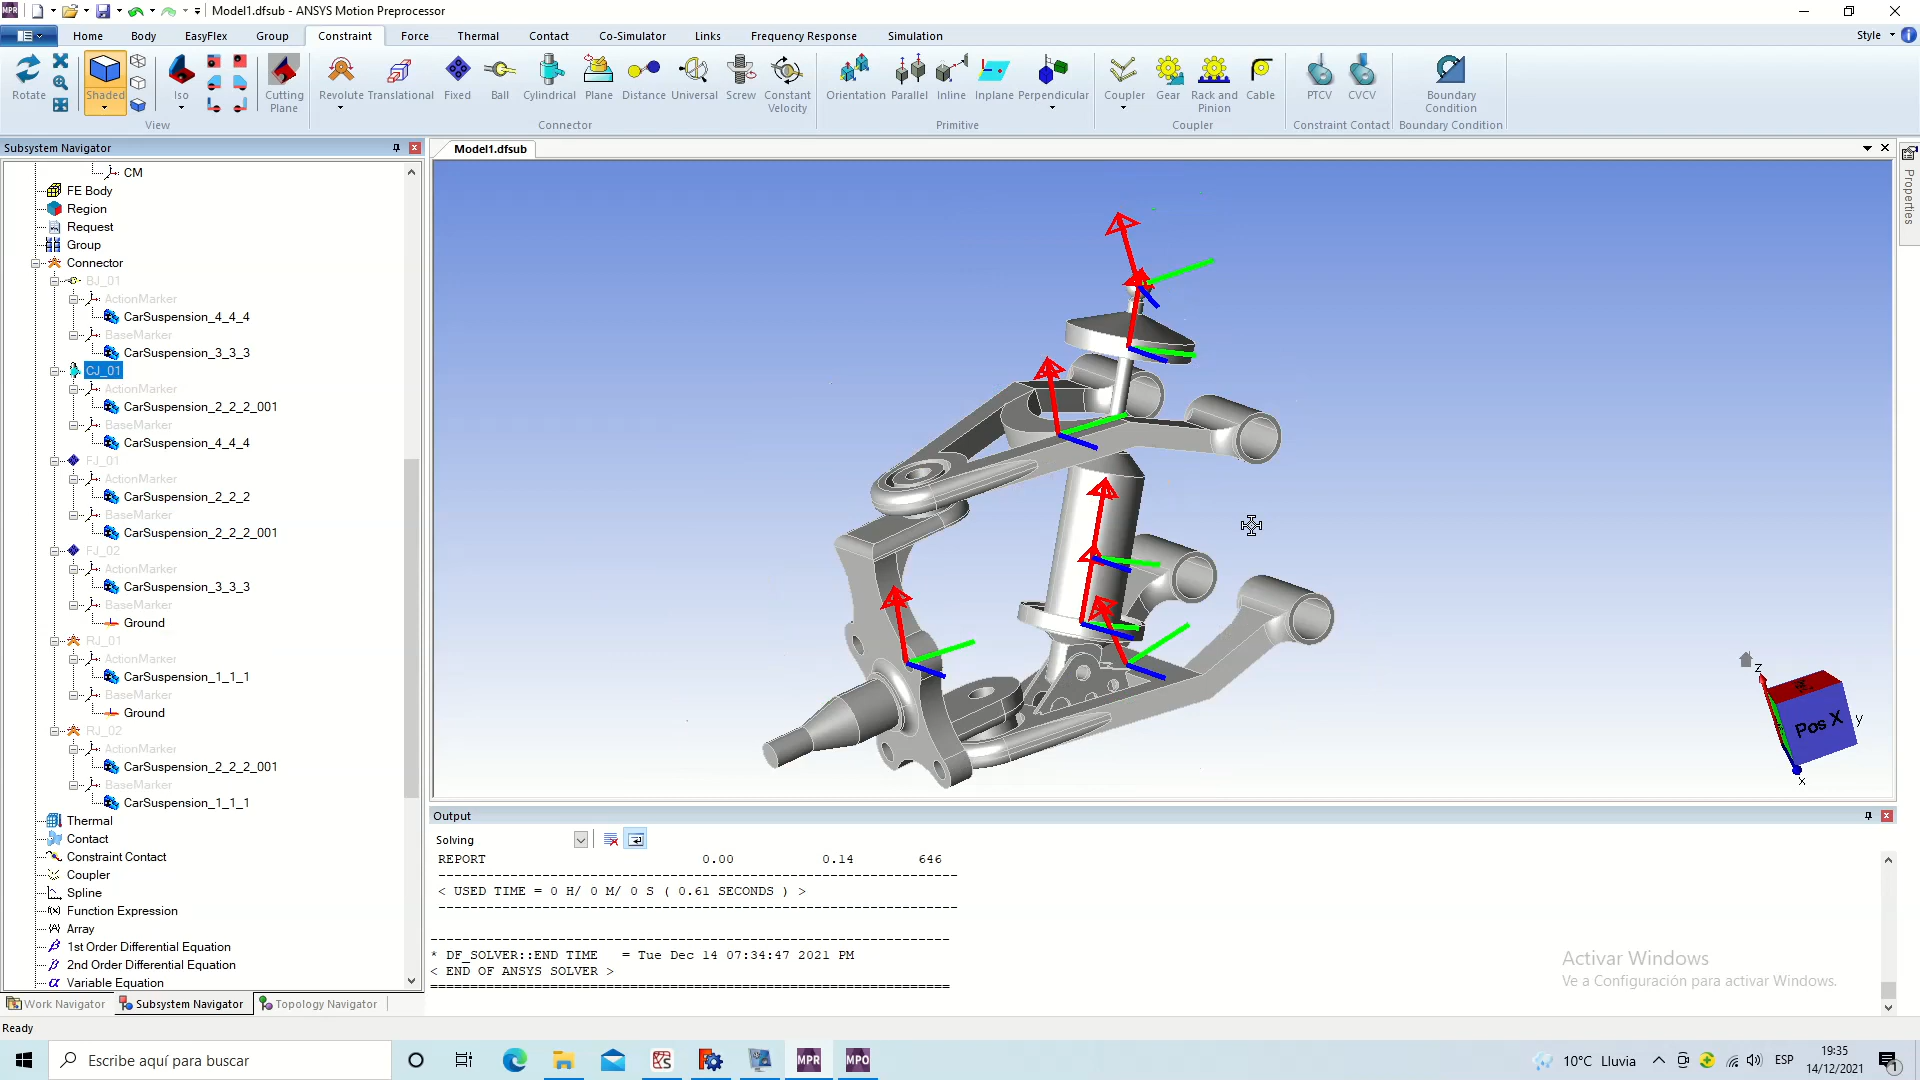 MPR Model1.dfsub - ANSYS Motion Preprocessor
Home Body EasyFlex Group Constraint Force Thermal Contact Co-Simulator Links Frequency Response Simulation Style
Rotate Shaded Iso Cutting Plane Revolute Translational Fixed Ball Cylindrical Plane Distance Universal Screw Constant Velocity Orientation Parallel Inline Inplane Perpendicular Coupler Gear Rack and Pinion Cable PTCV CVCV Boundary Condition
View Connector Primitive Coupler Constraint Contact Boundary Condition
Subsystem Navigator
CM
FE Body
Region
Request
Group
Connector
BJ_01
ActionMarker
CarSuspension_4_4_4
BaseMarker
CarSuspension_3_3_3
CJ_01
ActionMarker
CarSuspension_2_2_2_001
BaseMarker
CarSuspension_4_4_4
FJ_01
ActionMarker
CarSuspension_2_2_2
BaseMarker
CarSuspension_2_2_2_001
FJ_02
ActionMarker
CarSuspension_3_3_3
BaseMarker
Ground
RJ_01
ActionMarker
CarSuspension_1_1_1
BaseMarker
Ground
RJ_02
ActionMarker
CarSuspension_2_2_2_001
BaseMarker
CarSuspension_1_1_1
Thermal
Contact
Constraint Contact
Coupler
Spline
Function Expression
Array
1st Order Differential Equation
2nd Order Differential Equation
Variable Equation
Work Navigator Subsystem Navigator Topology Navigator
Model1.dfsub
Properties
z
Pos X y
x
Output
Solving
REPORT 0.00 0.14 646
-----------------------------------------------------------------
< USED TIME = 0 H/ 0 M/ 0 S ( 0.61 SECONDS ) >
-----------------------------------------------------------------
-----------------------------------------------------------------
* DF_SOLVER::END TIME = Tue Dec 14 07:34:47 2021 PM
< END OF ANSYS SOLVER >
=================================================================
Activar Windows
Ve a Configuración para activar Windows.
Ready
Escribe aquí para buscar
MPR MPO
10°C Lluvia
ESP
19:35
14/12/2021
1